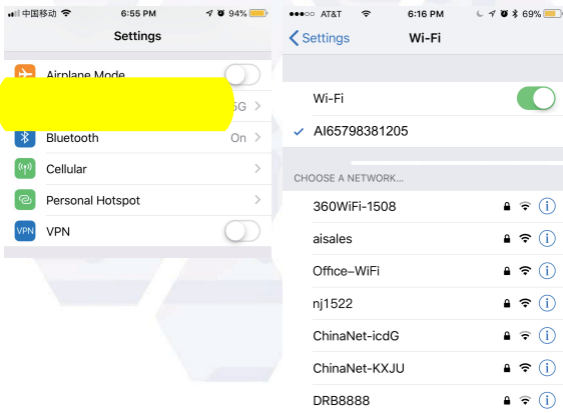 中国移动 6:55 PM 94%
Settings
Airplane Mode
5G
Bluetooth On
Cellular
Personal Hotspot
VPN VPN
AT&T 6:16 PM 69%
Settings Wi-Fi
Wi-Fi
AI65798381205
CHOOSE A NETWORK...
360WiFi-1508
aisales
Office-WiFi
nj1522
ChinaNet-icdG
ChinaNet-KXJU
DRB8888